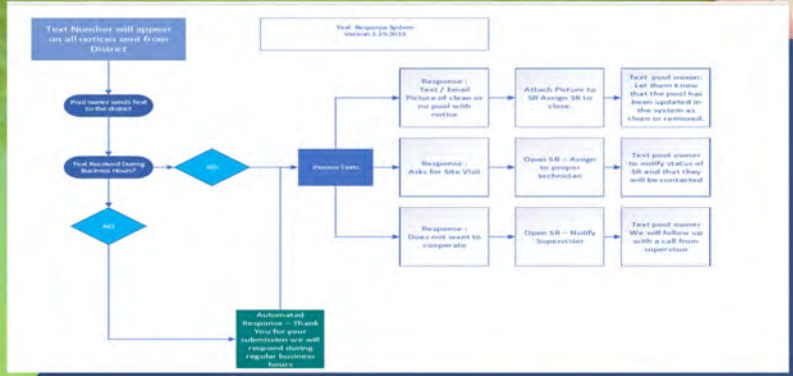 Text Number will appear
on all notices sent from
District
Text Response System
Version
Pool owner sends Text
to the district
Text Received During
Business Hours?
NO
Review Texts
Response :
Text / Email
Picture of clean or
no pool with
notice
Attach Picture to
SR Assign SR to
close.
Text pool owner:
Let them know
that the pool has
been updated in
the system as
clean or removed.
Response :
Asks for Site Visit
Open SR – Assign
to proper
technician
Text pool owner
to notify status of
SR and that they
will be contacted
Response :
Does not want to
cooperate
Open SR – Notify
Supervisor
Text pool owner
We will follow up
with a call from
supervisor
Automated
Response – Thank
You for your
submission we will
respond during
regular business
hours